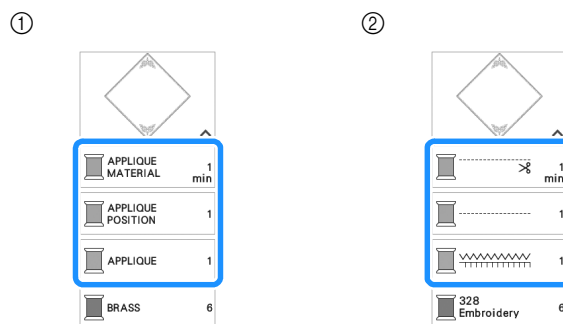 ①
②
APPLIQUE
MATERIAL
1
min
APPLIQUE
POSITION
1
APPLIQUE
1
BRASS
6
1
min
1
1
328
Embroidery
6